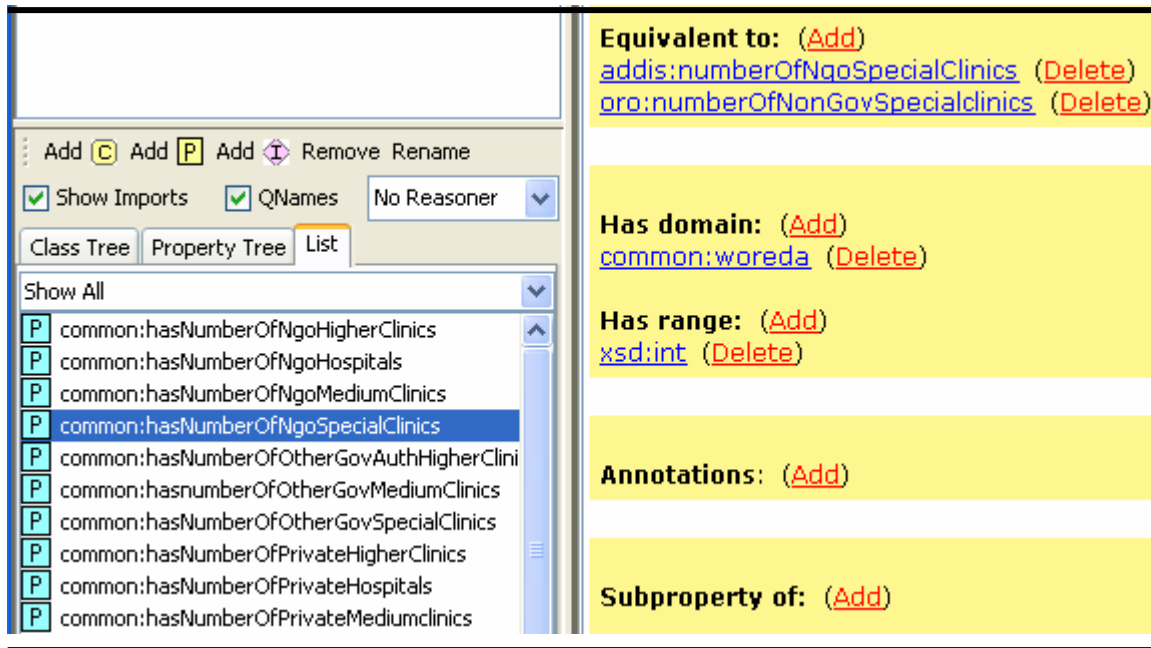 Add C Add P Add I Remove Rename
Show Imports QNames No Reasoner
Class Tree Property Tree List
Show All
P common:hasNumberOfNgoHigherClinics
P common:hasNumberOfNgoHospitals
P common:hasNumberOfNgoMediumClinics
P common:hasNumberOfNgoSpecialClinics
P common:hasNumberOfOtherGovAuthHigherClini
P common:hasnumberOfOtherGovMediumClinics
P common:hasNumberOfOtherGovSpecialClinics
P common:hasNumberOfPrivateHigherClinics
P common:hasNumberOfPrivateHospitals
P common:hasNumberOfPrivateMediumclinics
Equivalent to: (Add)
addis:numberOfNgoSpecialClinics (Delete)
oro:numberOfNonGovSpecialclinics (Delete)
Has domain: (Add)
common:woreda (Delete)
Has range: (Add)
xsd:int (Delete)
Annotations: (Add)
Subproperty of: (Add)